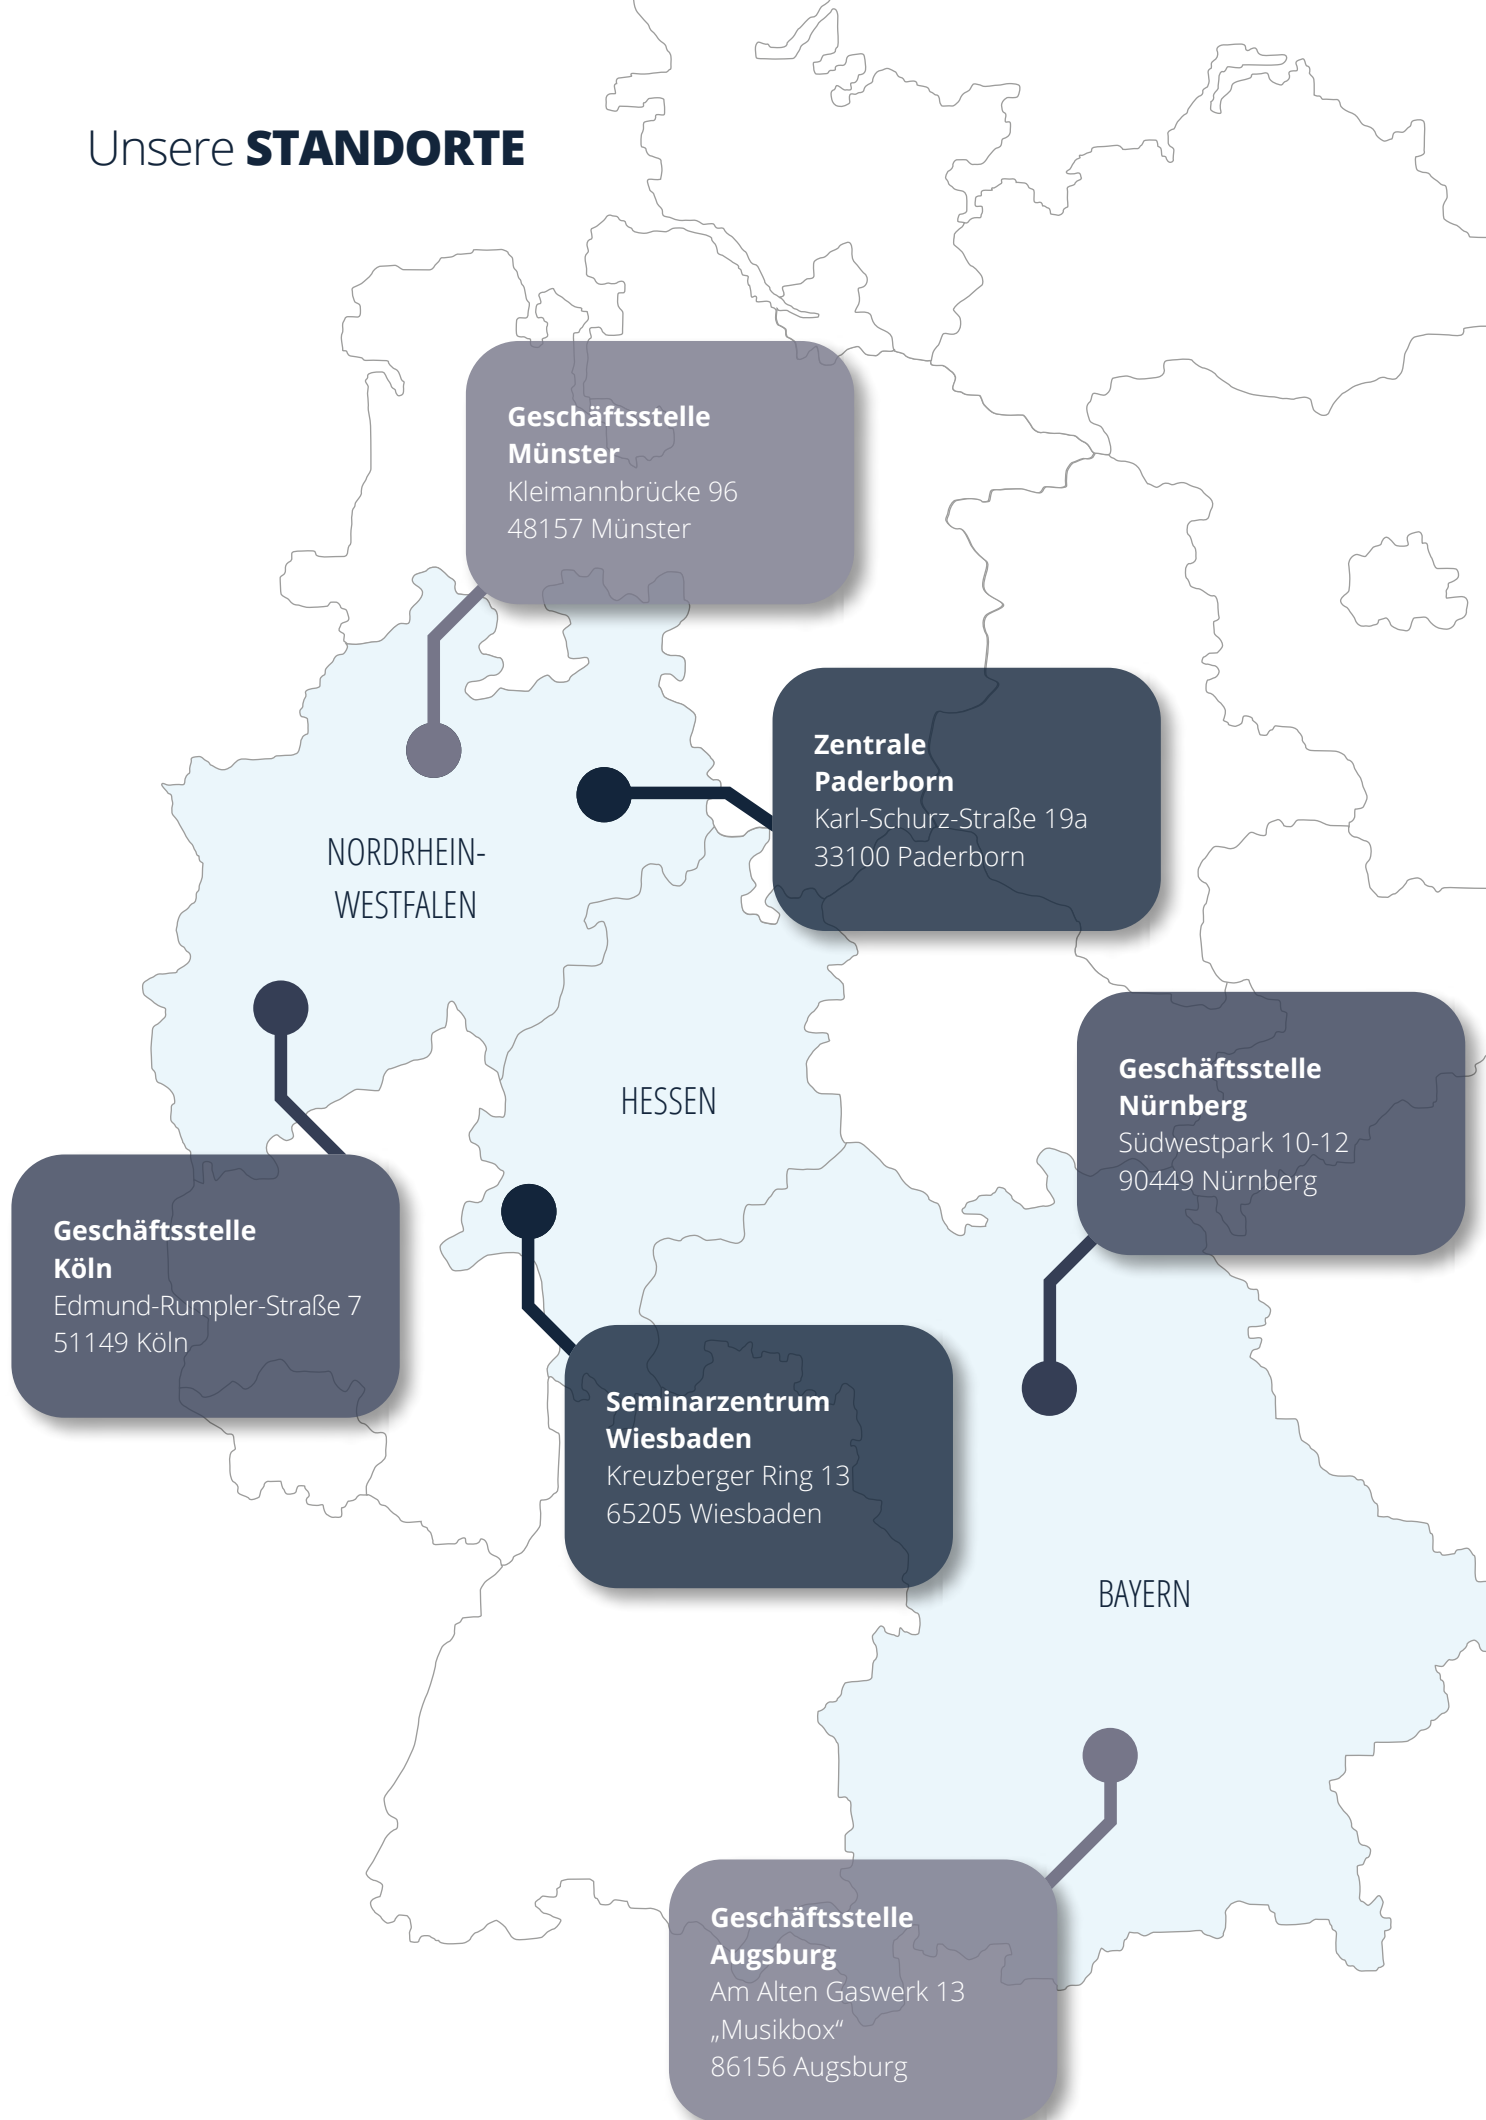 Unsere STANDORTE
Geschäftsstelle
Münster
Kleimannbrücke 96
48157 Münster
Zentrale
Paderborn
Karl-Schurz-Straße 19a
33100 Paderborn
NORDRHEIN-
WESTFALEN
Geschäftsstelle
Nürnberg
Südwestpark 10-12
90449 Nürnberg
HESSEN
Geschäftsstelle
Köln
Edmund-Rumpler-Straße 7
51149 Köln
Seminarzentrum
Wiesbaden
Kreuzberger Ring 13
65205 Wiesbaden
BAYERN
Geschäftsstelle
Augsburg
Am Alten Gaswerk 13
„Musikbox“
86156 Augsburg